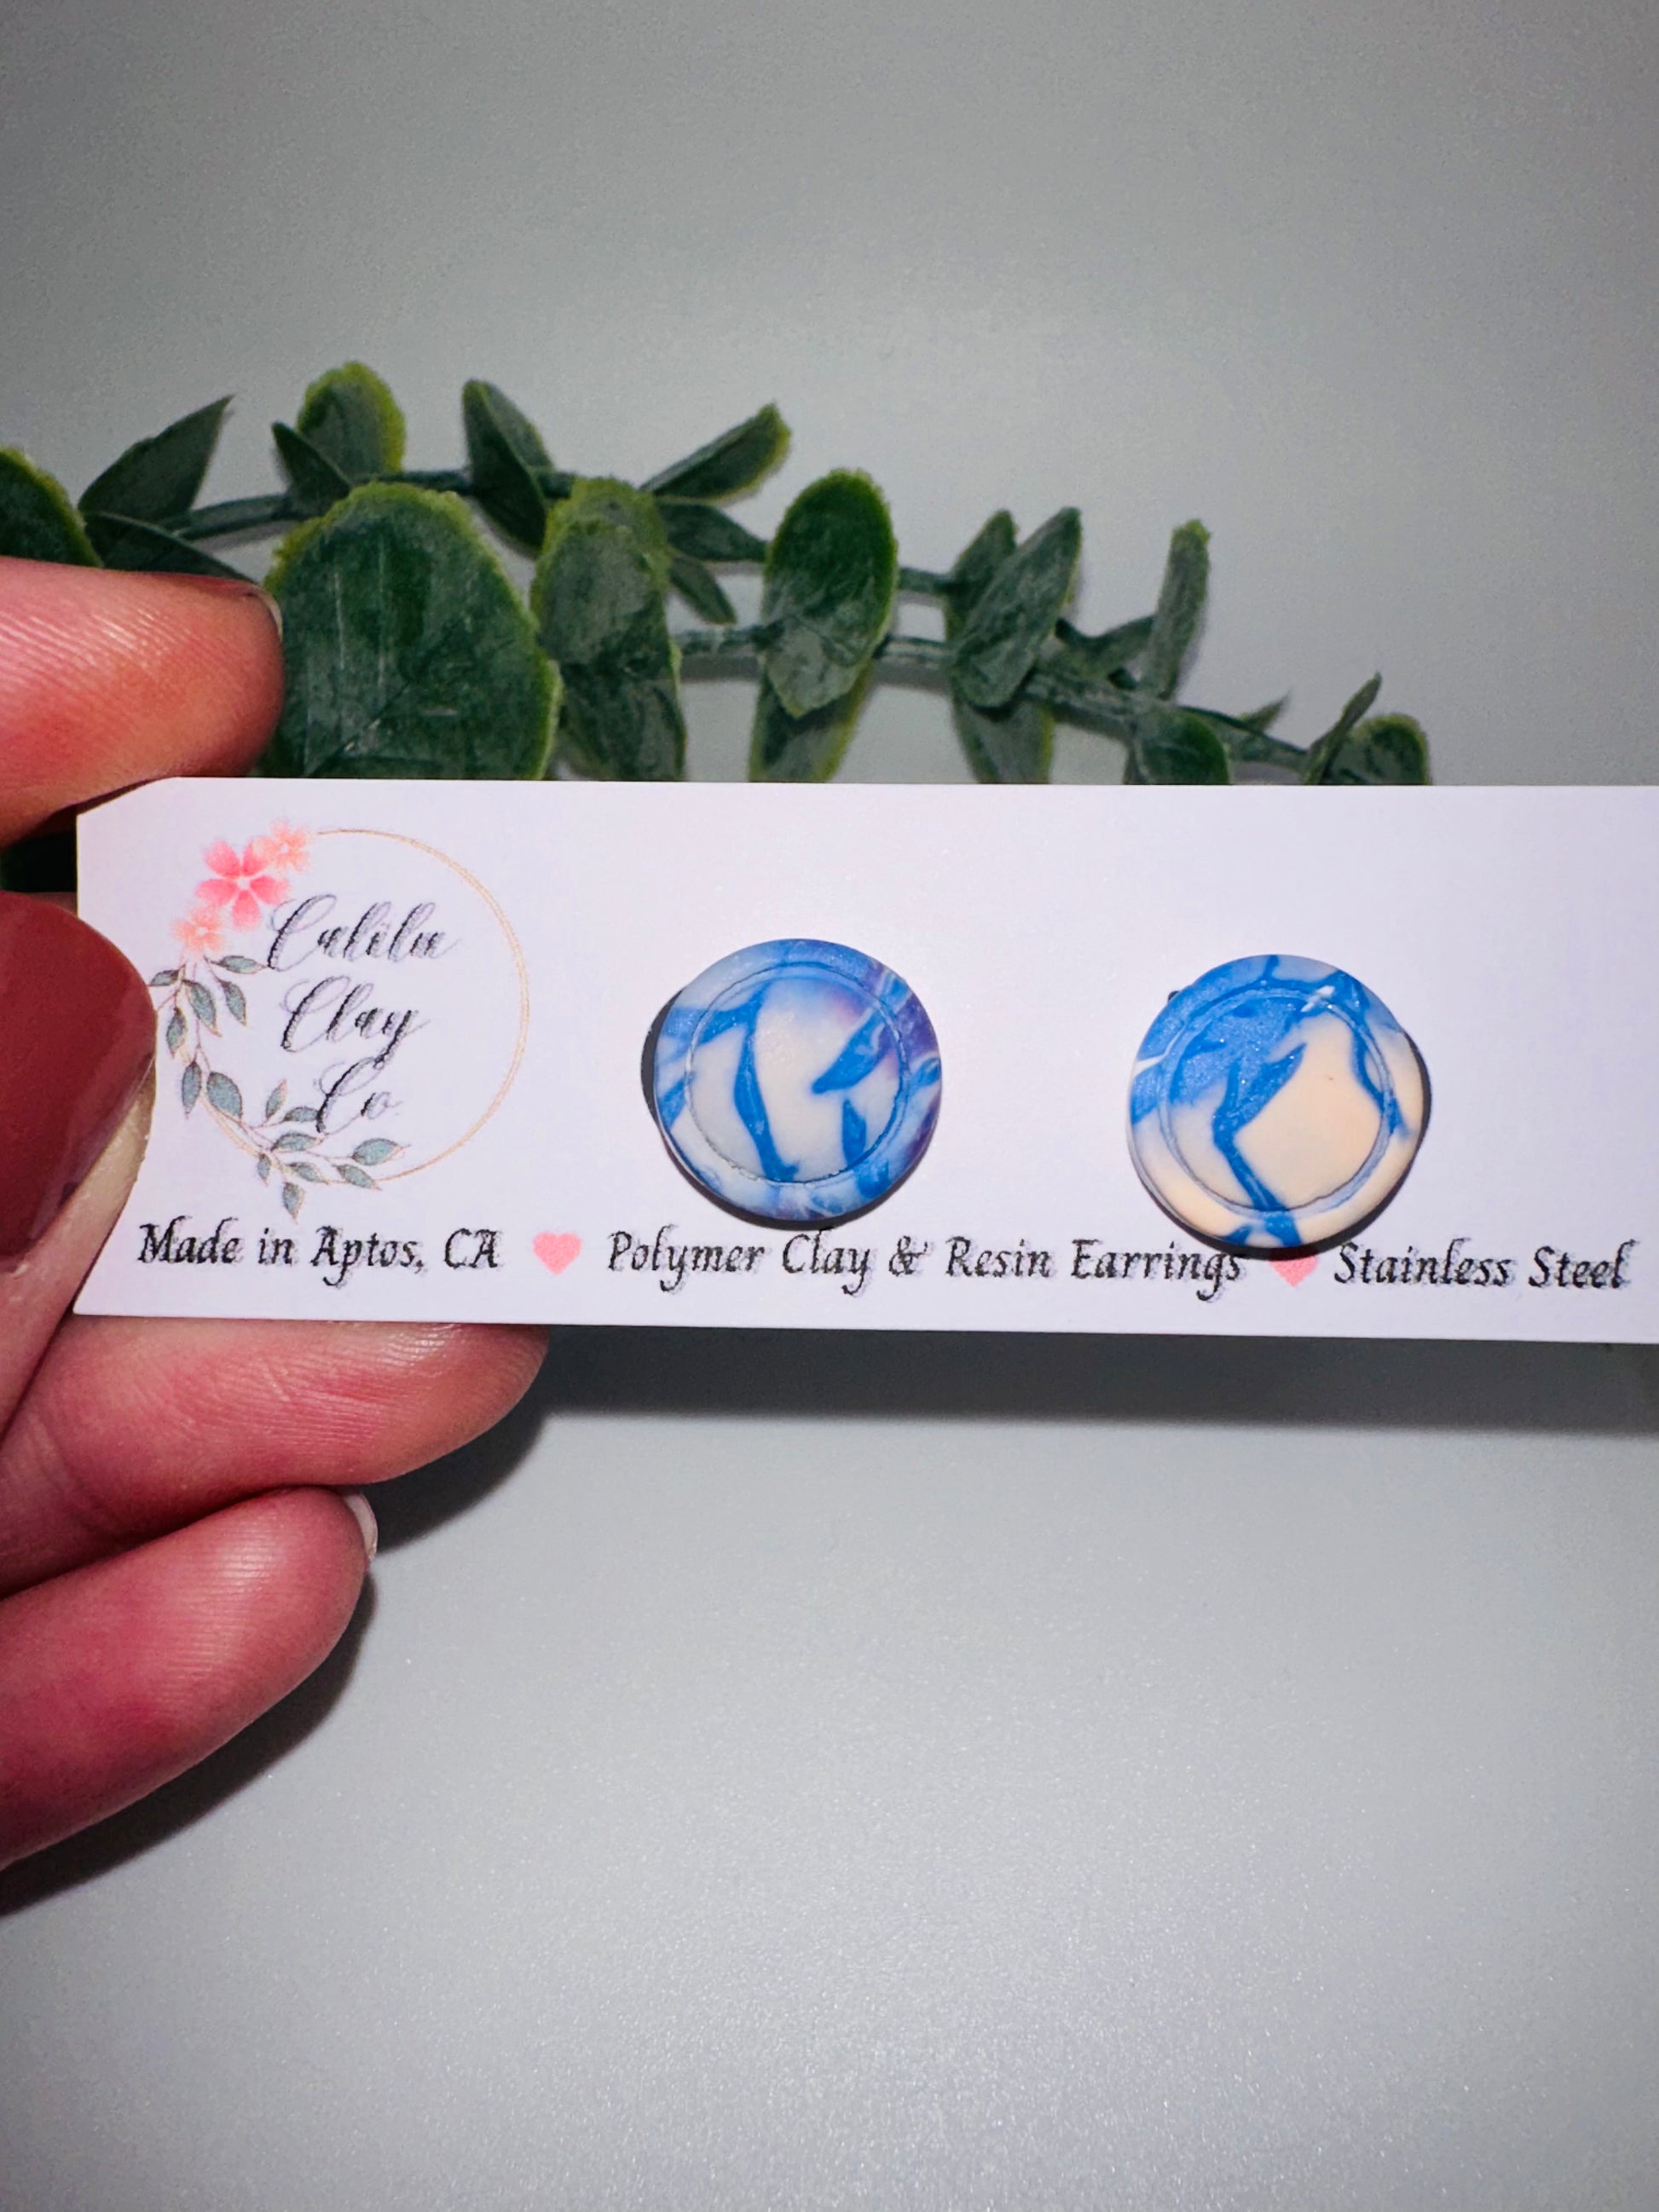 Calilu
Clay
Co.
Made in Aptos, CA ♥ Polymer Clay & Resin Earrings ♥ Stainless Steel